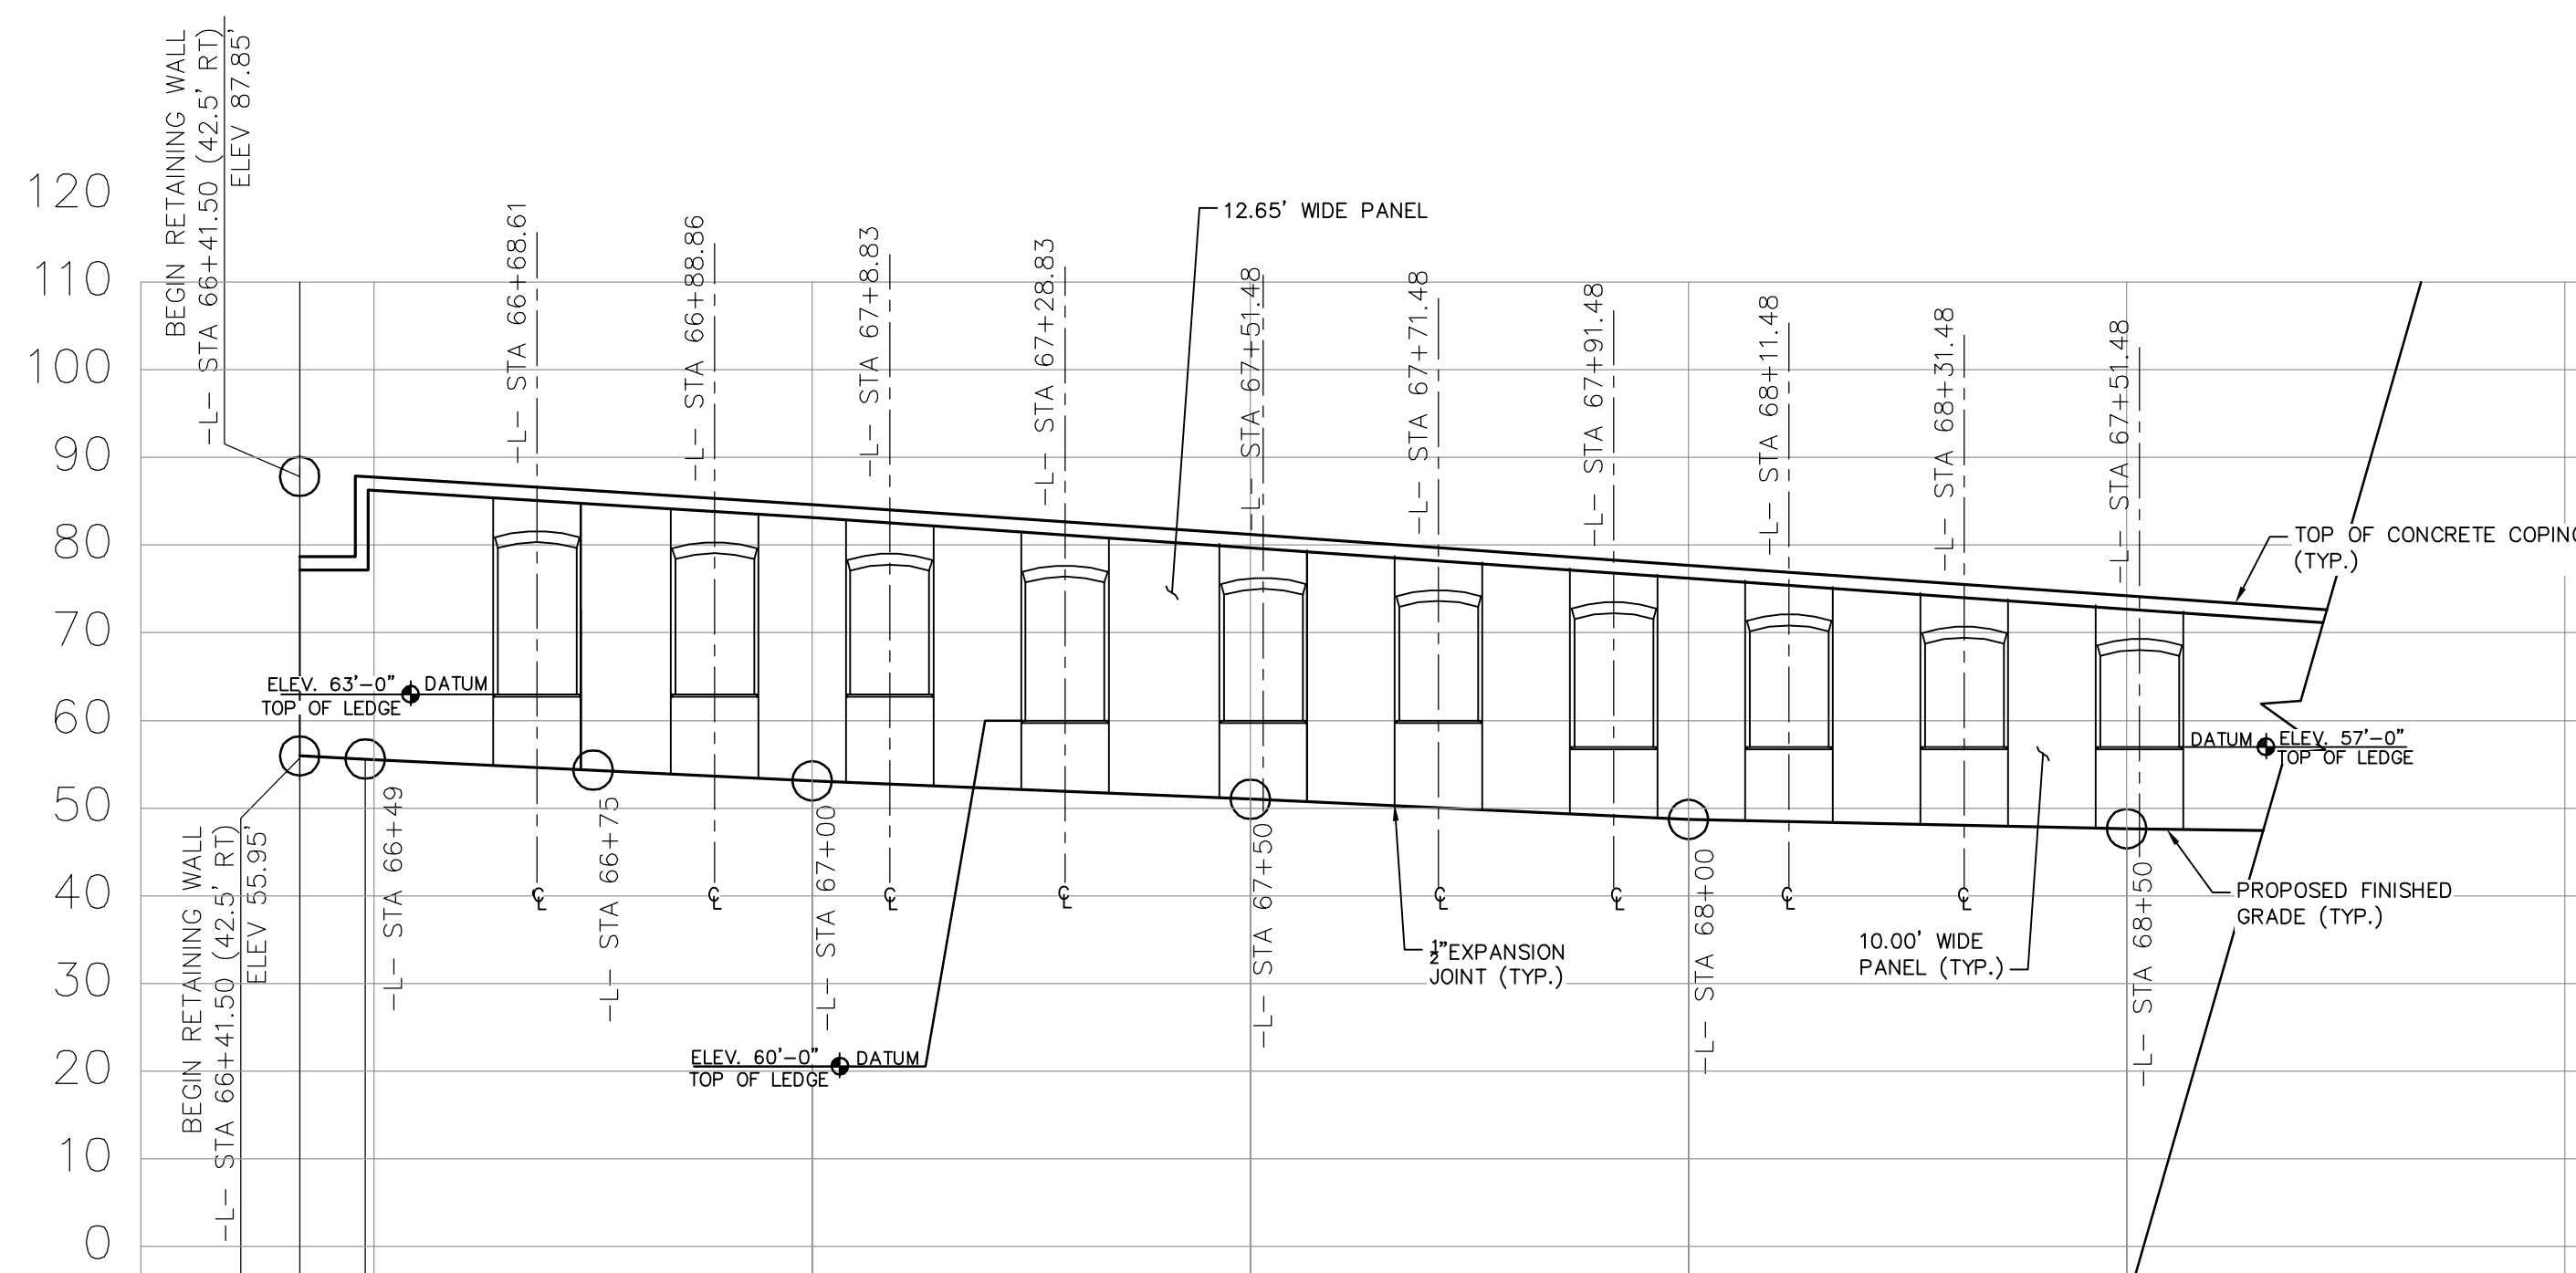 BEGIN RETAINING WALL
-L- STA 66+41.50 (42.5' RT)
ELEV 87.85'
120
110
100
90
80
70
60
50
40
30
20
10
0
-L- STA 66+68.61
-L- STA 66+88.86
-L- STA 67+8.83
-L- STA 67+28.83
-L- STA 67+51.48
-L- STA 67+71.48
-L- STA 67+91.48
-L- STA 68+11.48
-L- STA 68+31.48
-L- STA 67+51.48
12.65' WIDE PANEL
TOP OF CONCRETE COPING
(TYP.)
ELEV. 63'-0" DATUM
TOP OF LEDGE
DATUM ELEV. 57'-0"
TOP OF LEDGE
BEGIN RETAINING WALL
-L- STA 66+41.50 (42.5' RT)
ELEV 55.95'
-L- STA 66+49
-L- STA 66+75
-L- STA 67+00
-L- STA 67+50
-L- STA 68+00
-L- STA 68+50
℄
℄
℄
℄
℄
℄
℄
℄
PROPOSED FINISHED
GRADE (TYP.)
½" EXPANSION
JOINT (TYP.)
10.00' WIDE
PANEL (TYP.)
ELEV. 60'-0" DATUM
TOP OF LEDGE